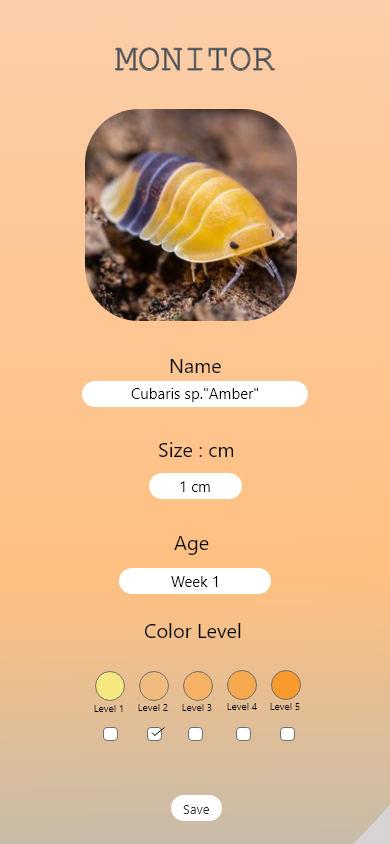 MONITOR
Name
Cubaris sp."Amber"
Size : cm
1 cm
Age
Week 1
Color Level
Level 1 Level 2 Level 3 Level 4 Level 5
Save